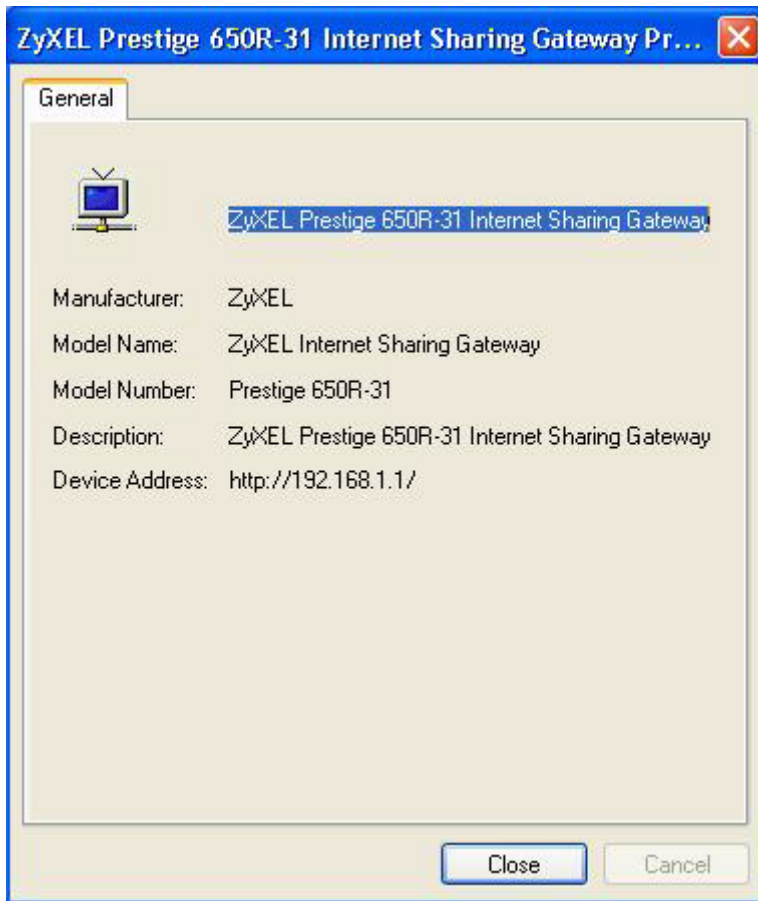 ZyXEL Prestige 650R-31 Internet Sharing Gateway Pr...
General
ZyXEL Prestige 650R-31 Internet Sharing Gateway
Manufacturer: ZyXEL
Model Name: ZyXEL Internet Sharing Gateway
Model Number: Prestige 650R-31
Description: ZyXEL Prestige 650R-31 Internet Sharing Gateway
Device Address: http://192.168.1.1/
Close Cancel